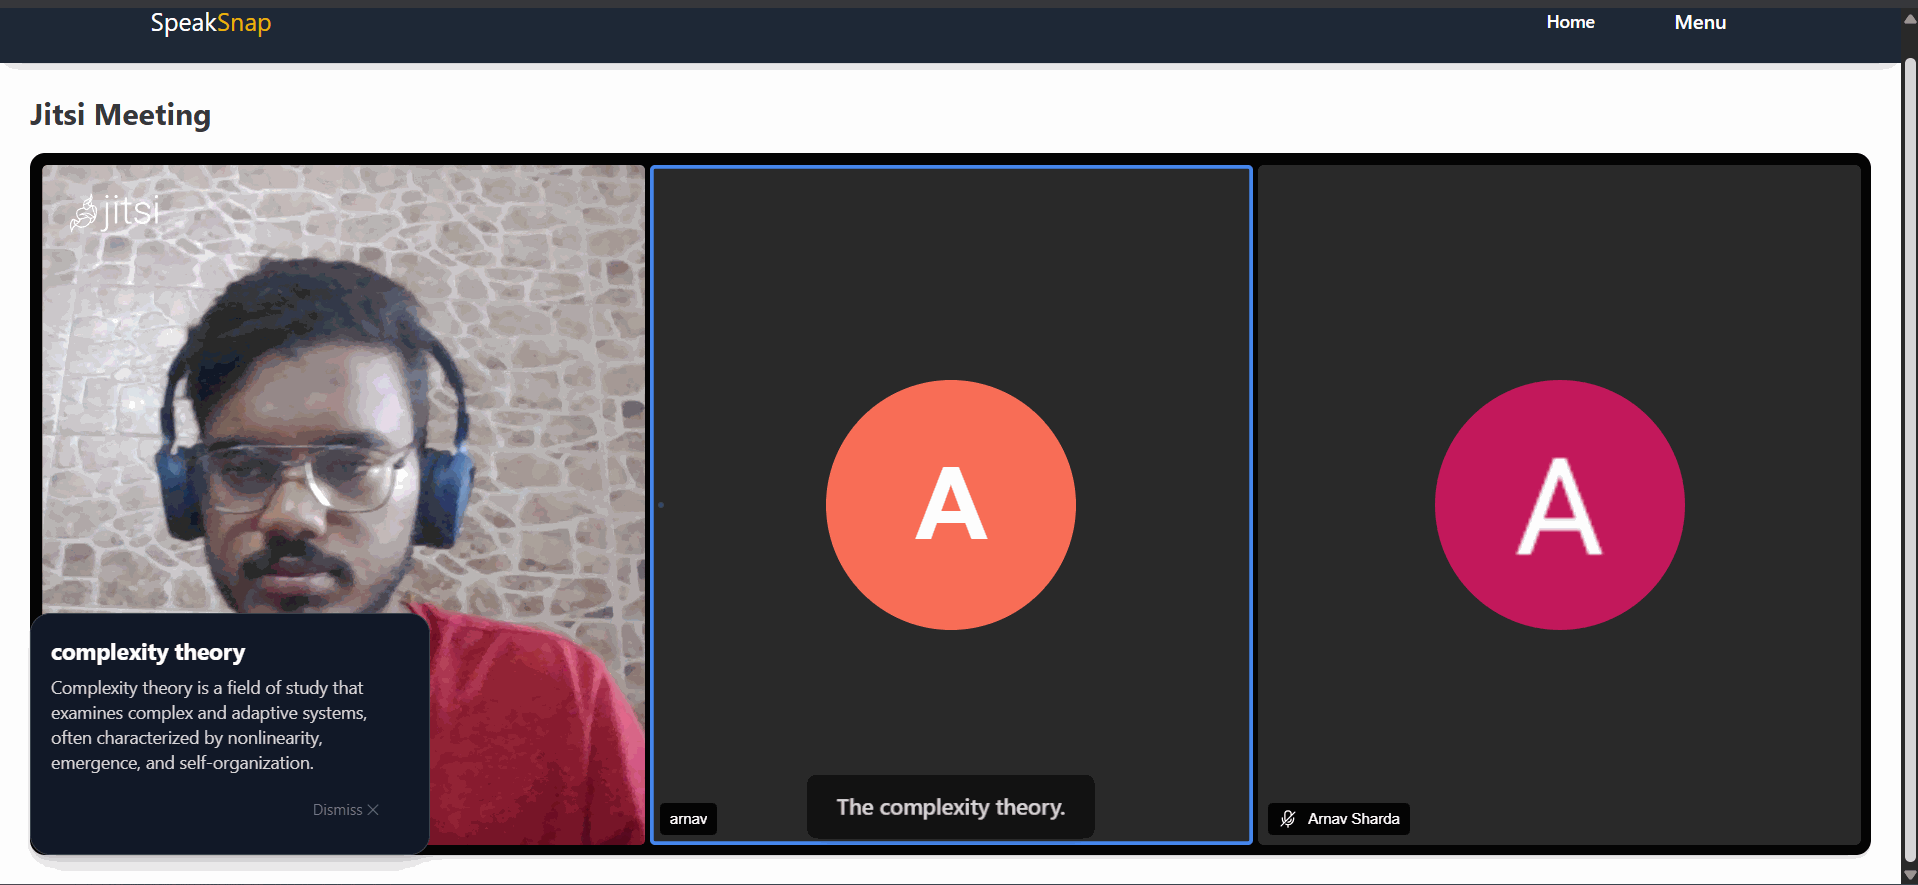 SpeakSnap
Home
Menu
Jitsi Meeting
jitsi
complexity theory
Complexity theory is a field of study that
examines complex and adaptive systems,
often characterized by nonlinearity,
emergence, and self-organization.
Dismiss
A
The complexity theory.
arnav
A
Arnav Sharda